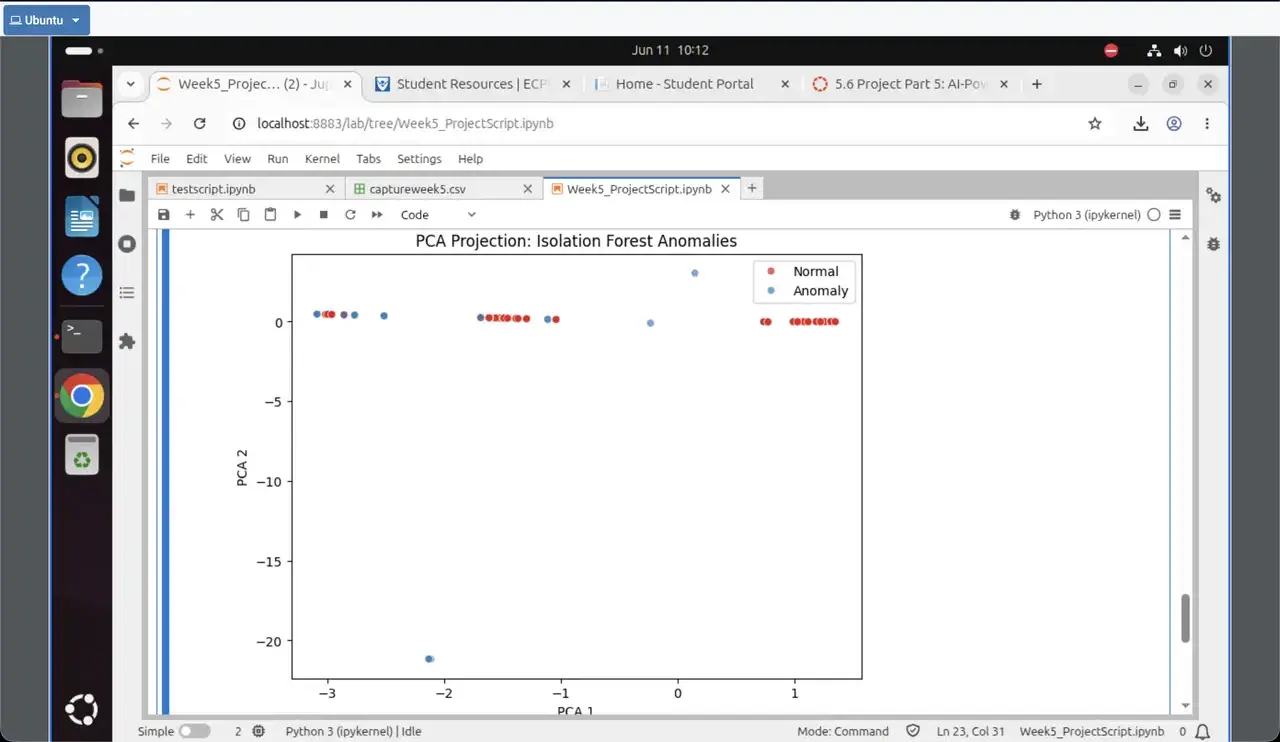 Ubuntu
Jun 11 10:12
Week5_Projec... (2) - Jup
Student Resources | ECP
Home - Student Portal
5.6 Project Part 5: AI-Pow
localhost:8883/lab/tree/Week5_ProjectScript.ipynb
File Edit View Run Kernel Tabs Settings Help
testscript.ipynb
captureweek5.csv
Week5_ProjectScript.ipynb
Code
Python 3 (ipykernel)
PCA Projection: Isolation Forest Anomalies
Normal
Anomaly
0
−5
−10
−15
−20
PCA 2
−3 −2 −1 0 1
PCA 1
Simple 2 Python 3 (ipykernel) | Idle Mode: Command Ln 23, Col 31 Week5_ProjectScript.ipynb 0